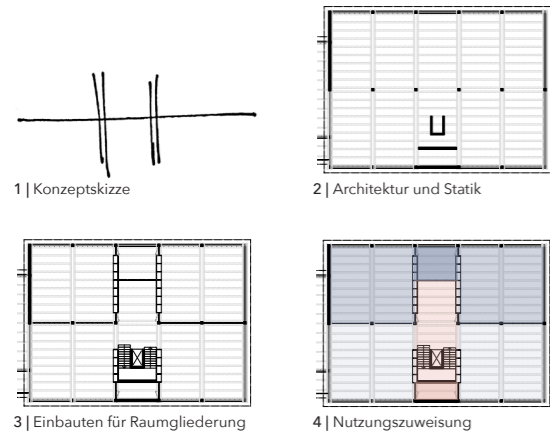 1 | Konzeptskizze
2 | Architektur und Statik
3 | Einbauten für Raumgliederung
4 | Nutzungszuweisung